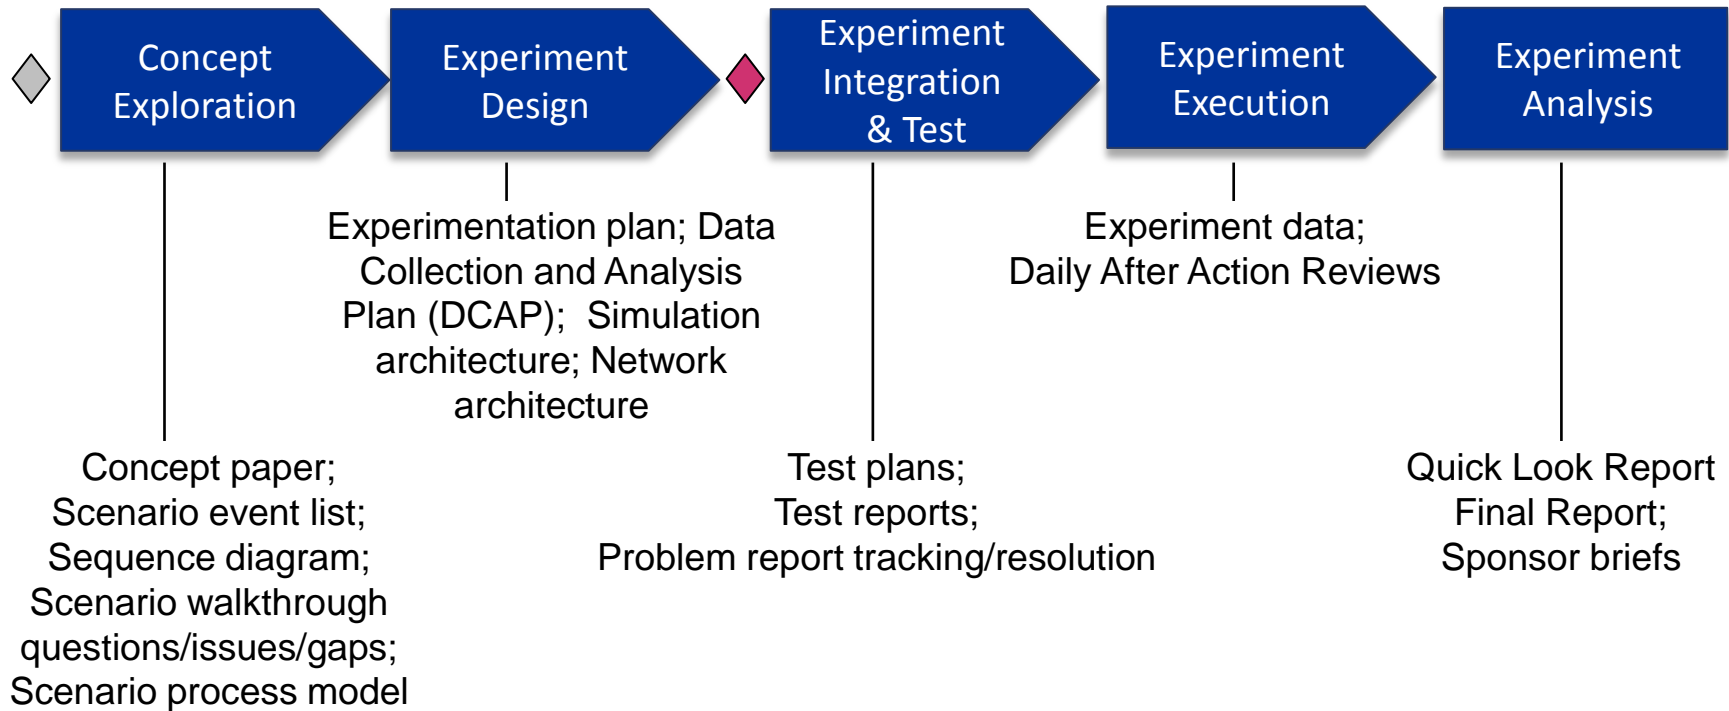 Concept
Exploration
Experiment
Design
Experiment
Integration
& Test
Experiment
Execution
Experiment
Analysis
Experimentation plan; Data
Collection and Analysis
Plan (DCAP);  Simulation
architecture; Network
architecture
Experiment data;
Daily After Action Reviews
Concept paper;
Scenario event list;
Sequence diagram;
Scenario walkthrough
questions/issues/gaps;
Scenario process model
Test plans;
Test reports;
Problem report tracking/resolution
Quick Look Report
Final Report;
Sponsor briefs